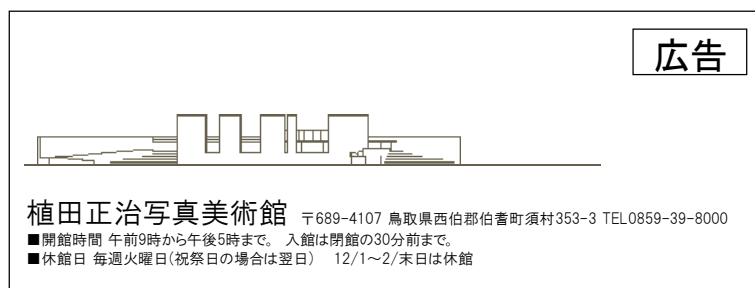 広告
植田正治写真美術館 〒689-4107 鳥取県西伯郡伯耆町須村353-3 TEL0859-39-8000
■開館時間 午前9時から午後5時まで。 入館は閉館の30分前まで。
■休館日 毎週火曜日(祝祭日の場合は翌日) 12/1～2/末日は休館